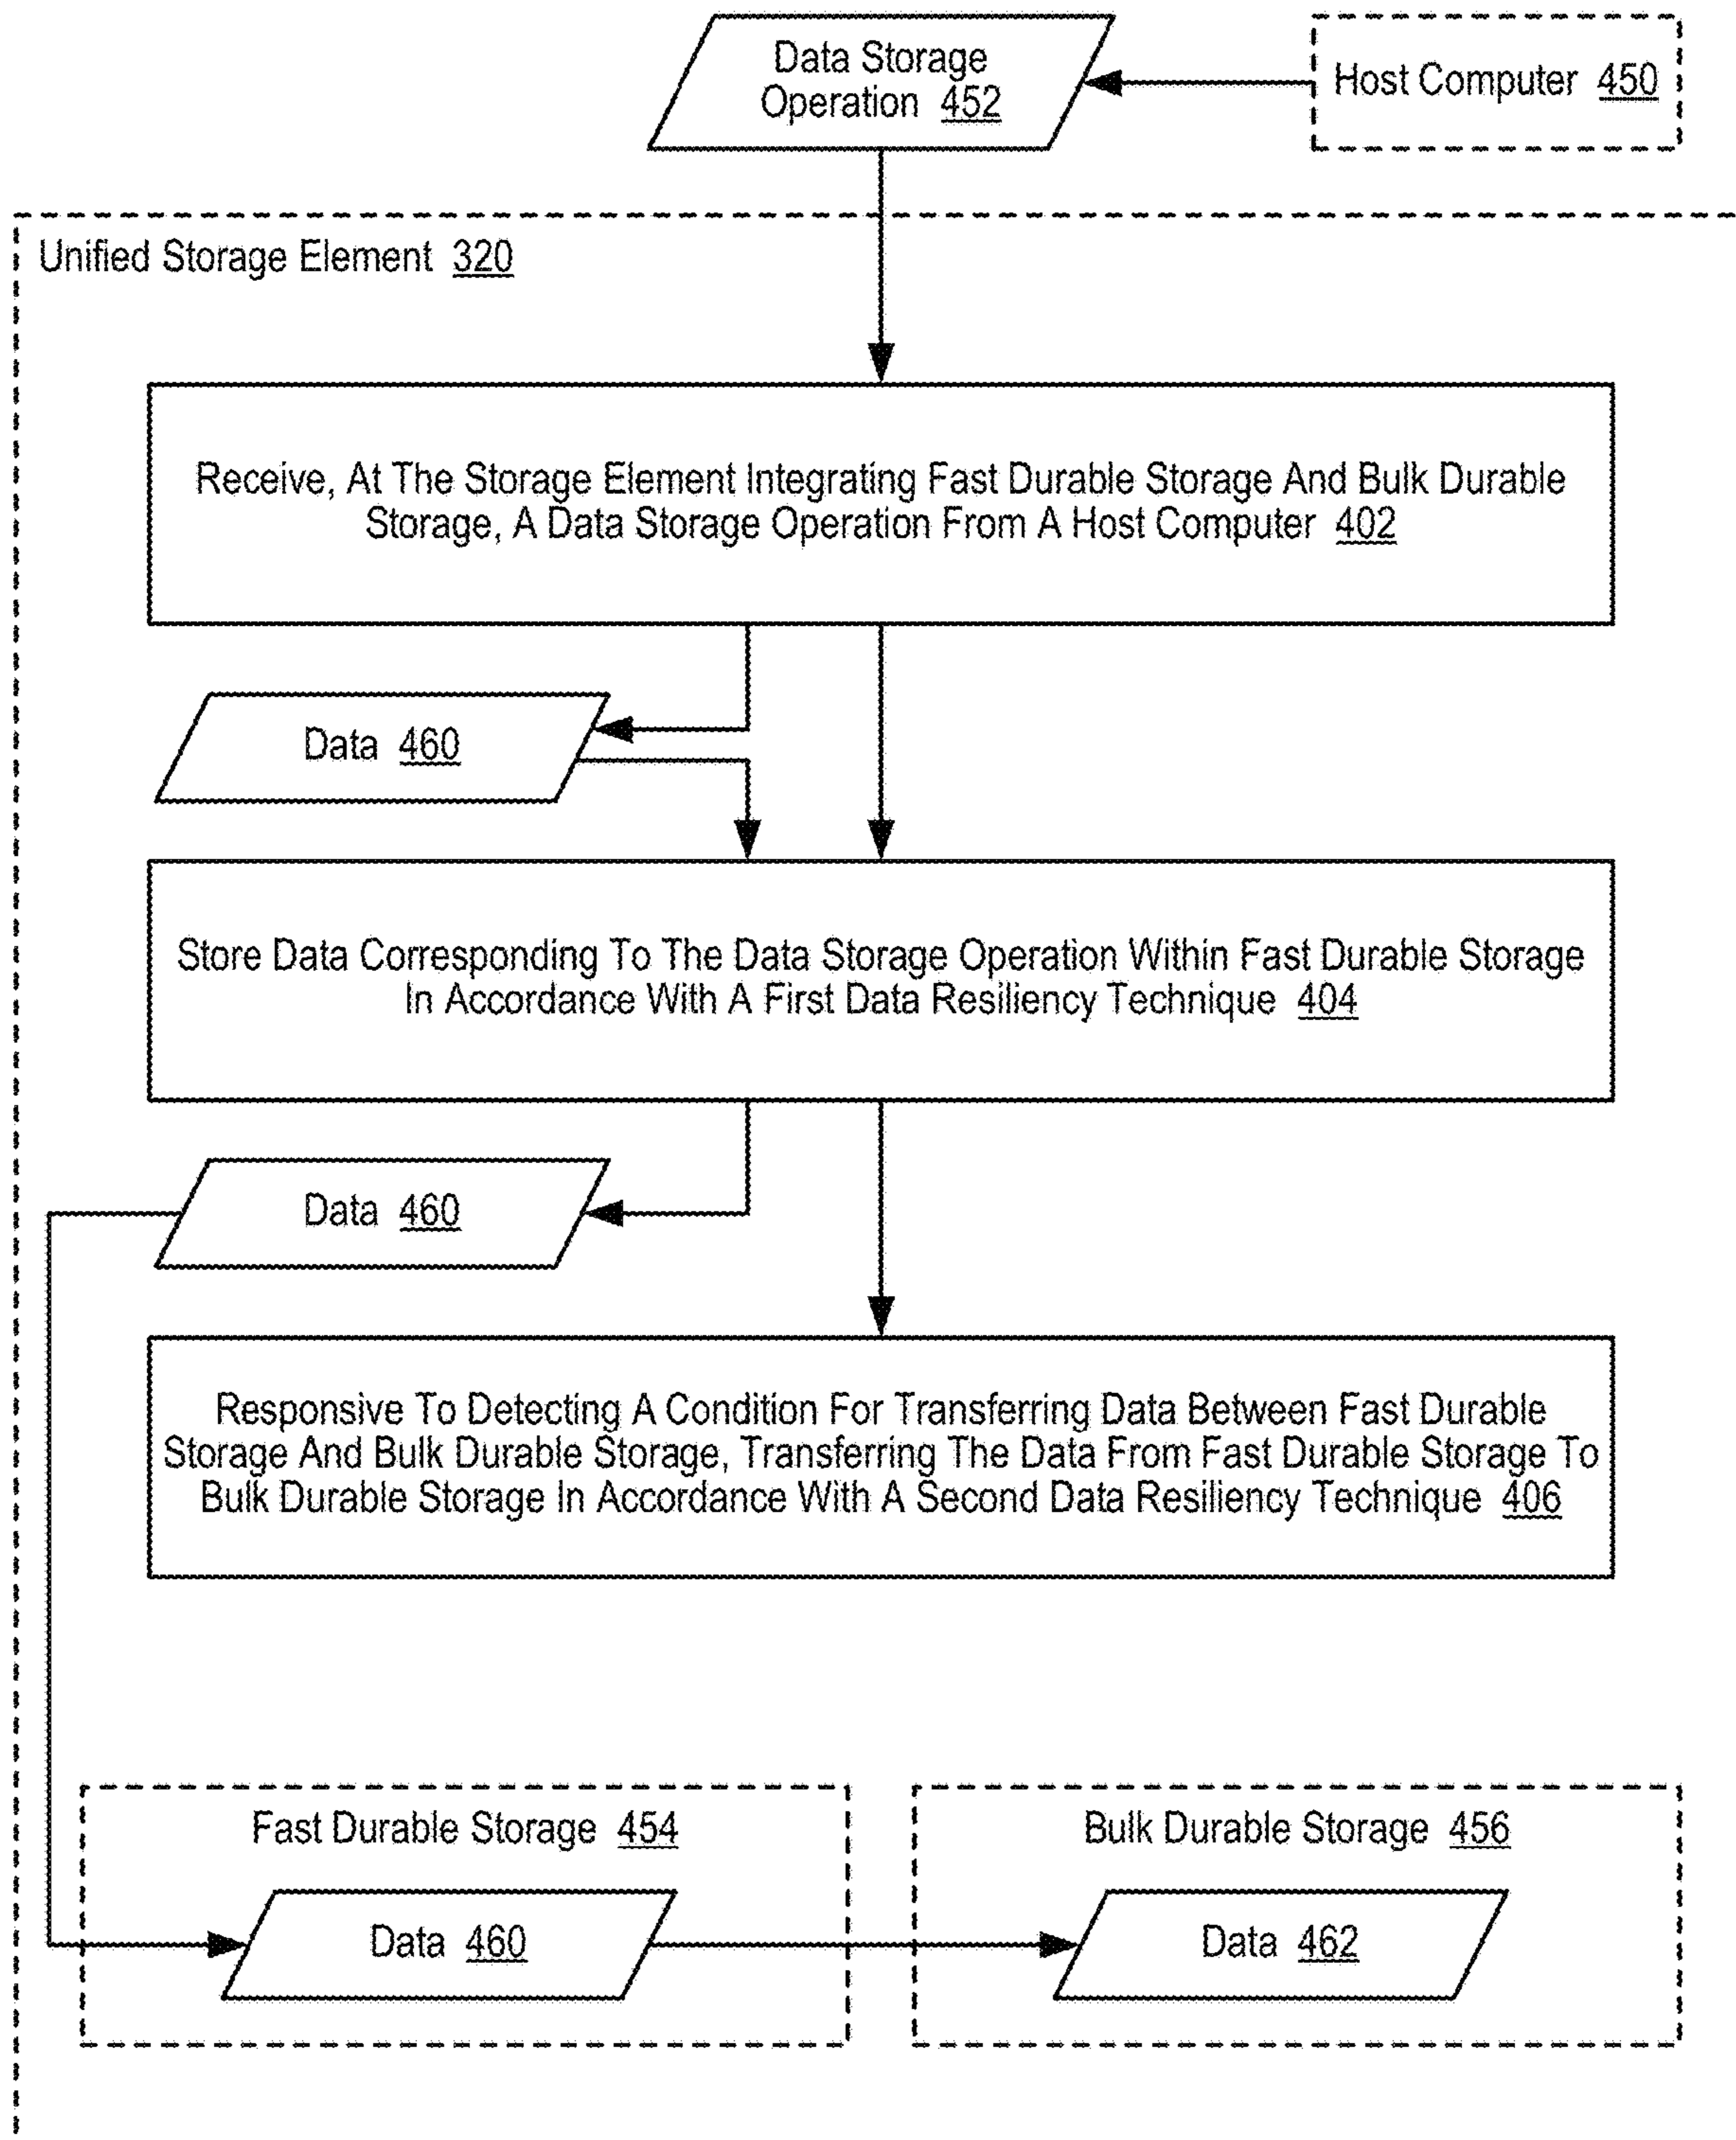 Data Storage
Operation 452
Host Computer 450
Unified Storage Element 320
Receive, At The Storage Element Integrating Fast Durable Storage And Bulk Durable
Storage, A Data Storage Operation From A Host Computer 402
Data 460
Store Data Corresponding To The Data Storage Operation Within Fast Durable Storage
In Accordance With A First Data Resiliency Technique 404
Data 460
Responsive To Detecting A Condition For Transferring Data Between Fast Durable
Storage And Bulk Durable Storage, Transferring The Data From Fast Durable Storage To
Bulk Durable Storage In Accordance With A Second Data Resiliency Technique 406
Fast Durable Storage 454
Data 460
Bulk Durable Storage 456
Data 462